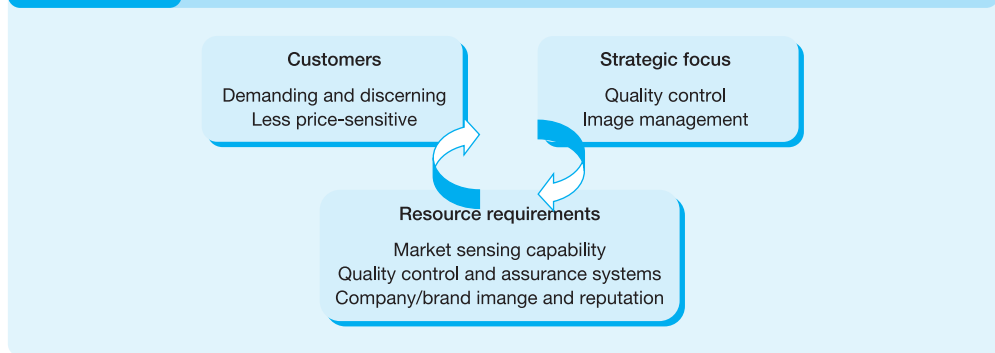 Customers
Demanding and discerning
Less price-sensitive
Strategic focus
Quality control
Image management
Resource requirements
Market sensing capability
Quality control and assurance systems
Company/brand imange and reputation